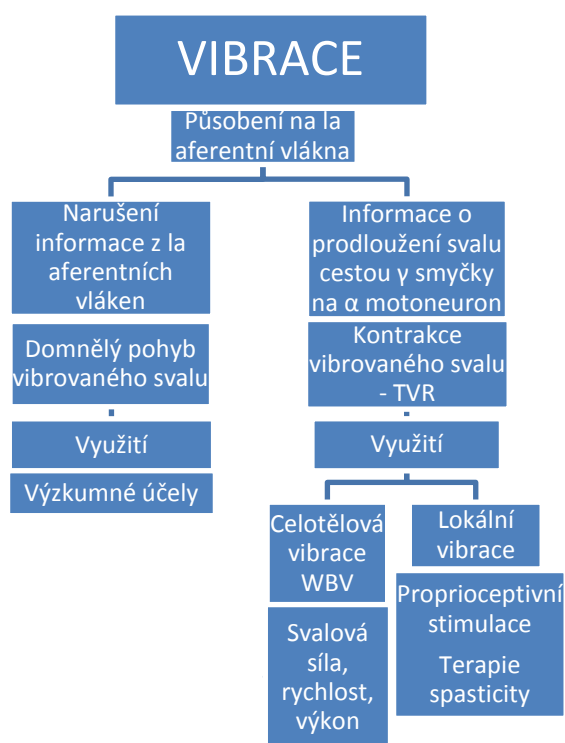 VIBRACE
Působení na Ia
aferentní vlákna
Narušení
informace z Ia
aferentních
vláken
Domnělý pohyb
vibrovaného svalu
Využití
Výzkumné účely
Informace o
prodloužení svalu
cestou γ smyčky
na α motoneuron
Kontrakce
vibrovaného svalu
- TVR
Využití
Celotělová
vibrace
WBV
Svalová
síla,
rychlost,
výkon
Lokální
vibrace
Proprioceptivní
stimulace
Terapie
spasticity